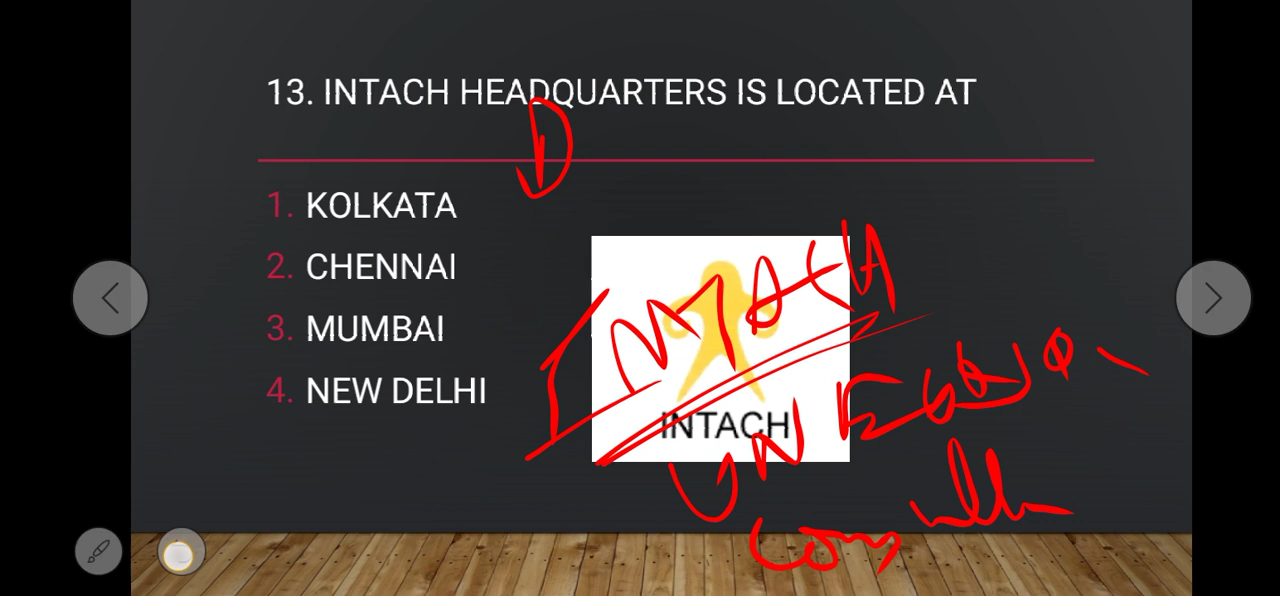 13. INTACH HEADQUARTERS IS LOCATED AT
D
1. KOLKATA
2. CHENNAI
3. MUMBAI
4. NEW DELHI
INTACH